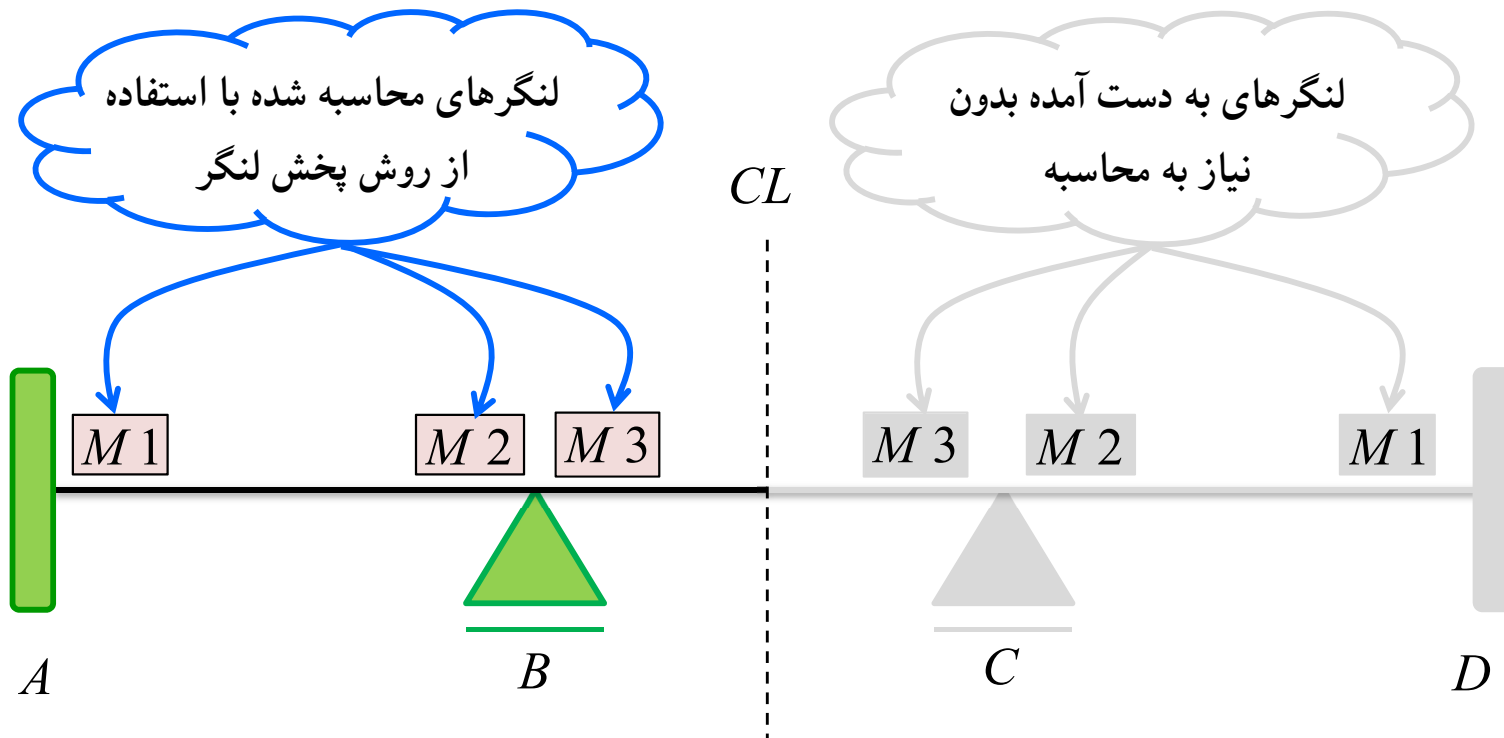 لنگرهای محاسبه شده با استفاده
از روش پخش لنگر
لنگرهای به دست آمده بدون
نیاز به محاسبه
CL
M 1
M 2
M 3
M 3
M 2
M 1
A
B
C
D